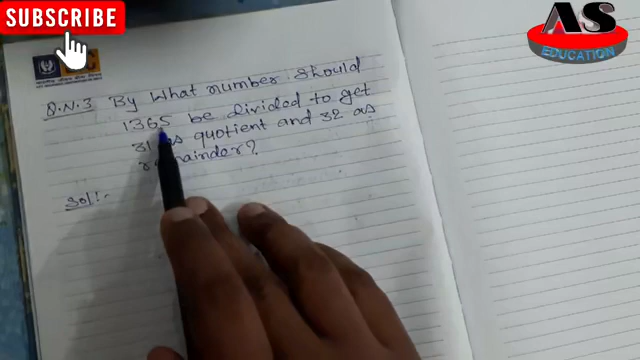 SUBSCRIBE
AS
EDUCATION
Q.N.3 By What number should
1365 be divided to get
31 as quotient and 32 as
remainder?
Sol:-